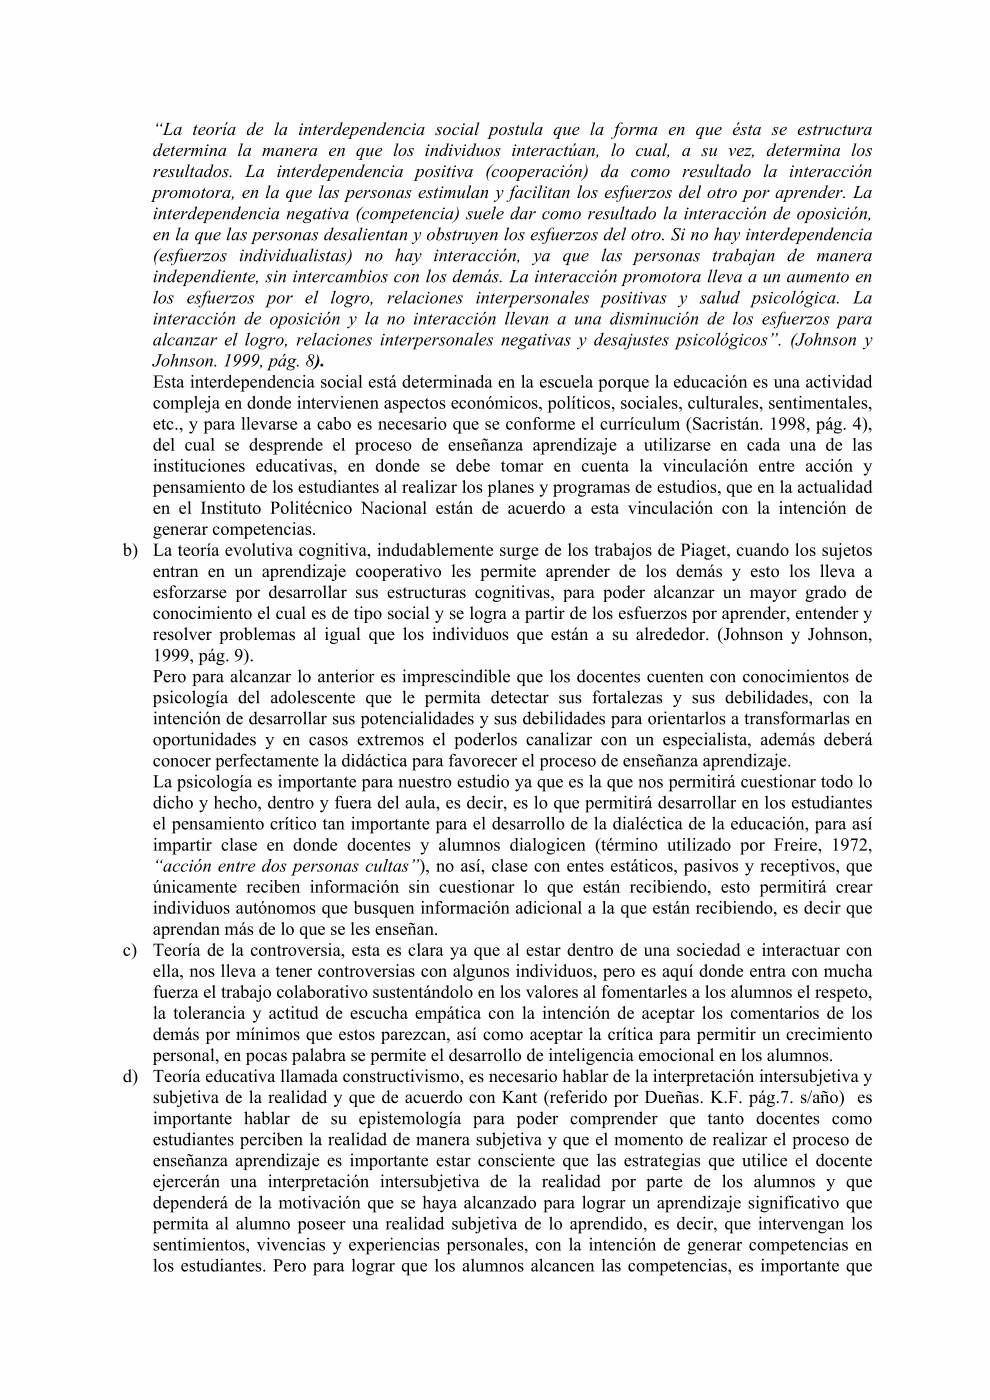 “La teoría de la interdependencia social postula que la forma en que ésta se estructura
determina la manera en que los individuos interactúan, lo cual, a su vez, determina los
resultados. La interdependencia positiva (cooperación) da como resultado la interacción
promotora, en la que las personas estimulan y facilitan los esfuerzos del otro por aprender. La
interdependencia negativa (competencia) suele dar como resultado la interacción de oposición,
en la que las personas desalientan y obstruyen los esfuerzos del otro. Si no hay interdependencia
(esfuerzos individualistas) no hay interacción, ya que las personas trabajan de manera
independiente, sin intercambios con los demás. La interacción promotora lleva a un aumento en
los esfuerzos por el logro, relaciones interpersonales positivas y salud psicológica. La
interacción de oposición y la no interacción llevan a una disminución de los esfuerzos para
alcanzar el logro, relaciones interpersonales negativas y desajustes psicológicos”. (Johnson y
Johnson. 1999, pág. 8).
Esta interdependencia social está determinada en la escuela porque la educación es una actividad
compleja en donde intervienen aspectos económicos, políticos, sociales, culturales, sentimentales,
etc., y para llevarse a cabo es necesario que se conforme el currículum (Sacristán. 1998, pág. 4),
del cual se desprende el proceso de enseñanza aprendizaje a utilizarse en cada una de las
instituciones educativas, en donde se debe tomar en cuenta la vinculación entre acción y
pensamiento de los estudiantes al realizar los planes y programas de estudios, que en la actualidad
en el Instituto Politécnico Nacional están de acuerdo a esta vinculación con la intención de
generar competencias.
b) La teoría evolutiva cognitiva, indudablemente surge de los trabajos de Piaget, cuando los sujetos
entran en un aprendizaje cooperativo les permite aprender de los demás y esto los lleva a
esforzarse por desarrollar sus estructuras cognitivas, para poder alcanzar un mayor grado de
conocimiento el cual es de tipo social y se logra a partir de los esfuerzos por aprender, entender y
resolver problemas al igual que los individuos que están a su alrededor. (Johnson y Johnson,
1999, pág. 9).
Pero para alcanzar lo anterior es imprescindible que los docentes cuenten con conocimientos de
psicología del adolescente que le permita detectar sus fortalezas y sus debilidades, con la
intención de desarrollar sus potencialidades y sus debilidades para orientarlos a transformarlas en
oportunidades y en casos extremos el poderlos canalizar con un especialista, además deberá
conocer perfectamente la didáctica para favorecer el proceso de enseñanza aprendizaje.
La psicología es importante para nuestro estudio ya que es la que nos permitirá cuestionar todo lo
dicho y hecho, dentro y fuera del aula, es decir, es lo que permitirá desarrollar en los estudiantes
el pensamiento crítico tan importante para el desarrollo de la dialéctica de la educación, para así
impartir clase en donde docentes y alumnos dialogicen (término utilizado por Freire, 1972,
“acción entre dos personas cultas”), no así, clase con entes estáticos, pasivos y receptivos, que
únicamente reciben información sin cuestionar lo que están recibiendo, esto permitirá crear
individuos autónomos que busquen información adicional a la que están recibiendo, es decir que
aprendan más de lo que se les enseñan.
c) Teoría de la controversia, esta es clara ya que al estar dentro de una sociedad e interactuar con
ella, nos lleva a tener controversias con algunos individuos, pero es aquí donde entra con mucha
fuerza el trabajo colaborativo sustentándolo en los valores al fomentarles a los alumnos el respeto,
la tolerancia y actitud de escucha empática con la intención de aceptar los comentarios de los
demás por mínimos que estos parezcan, así como aceptar la crítica para permitir un crecimiento
personal, en pocas palabra se permite el desarrollo de inteligencia emocional en los alumnos.
d) Teoría educativa llamada constructivismo, es necesario hablar de la interpretación intersubjetiva y
subjetiva de la realidad y que de acuerdo con Kant (referido por Dueñas. K.F. pág.7. s/año) es
importante hablar de su epistemología para poder comprender que tanto docentes como
estudiantes perciben la realidad de manera subjetiva y que el momento de realizar el proceso de
enseñanza aprendizaje es importante estar consciente que las estrategias que utilice el docente
ejercerán una interpretación intersubjetiva de la realidad por parte de los alumnos y que
dependerá de la motivación que se haya alcanzado para lograr un aprendizaje significativo que
permita al alumno poseer una realidad subjetiva de lo aprendido, es decir, que intervengan los
sentimientos, vivencias y experiencias personales, con la intención de generar competencias en
los estudiantes. Pero para lograr que los alumnos alcancen las competencias, es importante que